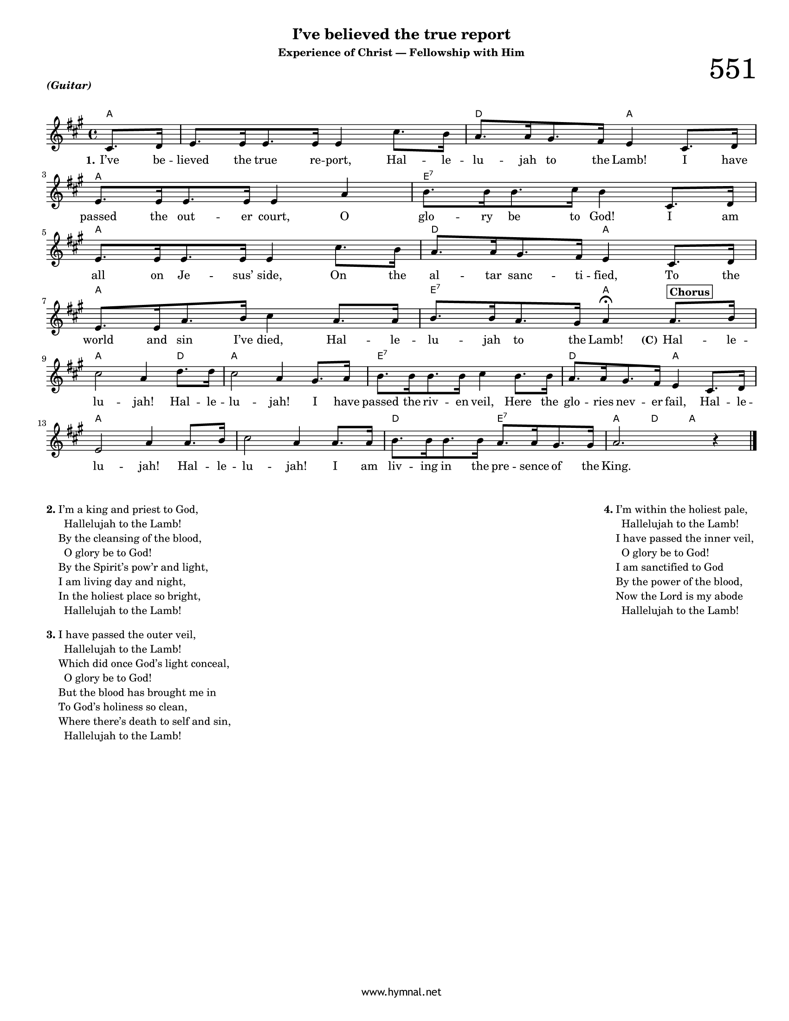 I've believed the true report
Experience of Christ — Fellowship with Him
551
(Guitar)
A D A
1. I've be - lieved the true re-port, Hal - le - lu - jah to the Lamb! I have
3 A E7
passed the out - er court, O glo - ry be to God! I am
5 A D A
all on Je - sus' side, On the al - tar sanc - ti - fied, To the
7 A E7 A Chorus
world and sin I've died, Hal - le - lu - jah to the Lamb! (C) Hal - le -
9 A D A E7 D A
lu - jah! Hal - le - lu - jah! I have passed the riv - en veil, Here the glo - ries nev - er fail, Hal - le -
13 A D E7 A D A
lu - jah! Hal - le - lu - jah! I am liv - ing in the pre - sence of the King.
2. I'm a king and priest to God,
Hallelujah to the Lamb!
By the cleansing of the blood,
O glory be to God!
By the Spirit's pow'r and light,
I am living day and night,
In the holiest place so bright,
Hallelujah to the Lamb!
3. I have passed the outer veil,
Hallelujah to the Lamb!
Which did once God's light conceal,
O glory be to God!
But the blood has brought me in
To God's holiness so clean,
Where there's death to self and sin,
Hallelujah to the Lamb!
4. I'm within the holiest pale,
Hallelujah to the Lamb!
I have passed the inner veil,
O glory be to God!
I am sanctified to God
By the power of the blood,
Now the Lord is my abode
Hallelujah to the Lamb!
www.hymnal.net